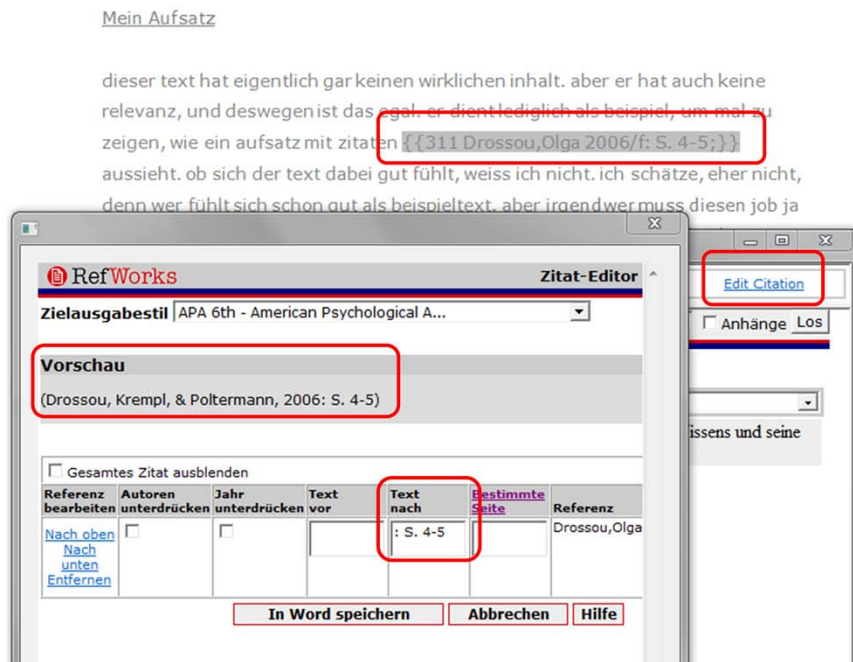 Mein Aufsatz
dieser text hat eigentlich gar keinen wirklichen inhalt. aber er hat auch keine
relevanz, und deswegen ist das egal. er dient lediglich als beispiel, um mal zu
zeigen, wie ein aufsatz mit zitaten {{311 Drossou,Olga 2006/f: S. 4-5;}}
aussieht. ob sich der text dabei gut fühlt, weiss ich nicht. ich schätze, eher nicht,
denn wer fühlt sich schon gut als beispieltext. aber irgendwer muss diesen job ja
RefWorks Zitat-Editor
Edit Citation
Zielausgabestil APA 6th - American Psychological A...
Anhänge Los
Vorschau
(Drossou, Krempl, & Poltermann, 2006: S. 4-5)
issens und seine
Gesamtes Zitat ausblenden
Referenz Autoren Jahr Text Text Bestimmte
bearbeiten unterdrücken unterdrücken vor nach Seite Referenz
Nach oben : S. 4-5 Drossou,Olga
Nach
unten
Entfernen
In Word speichern Abbrechen Hilfe